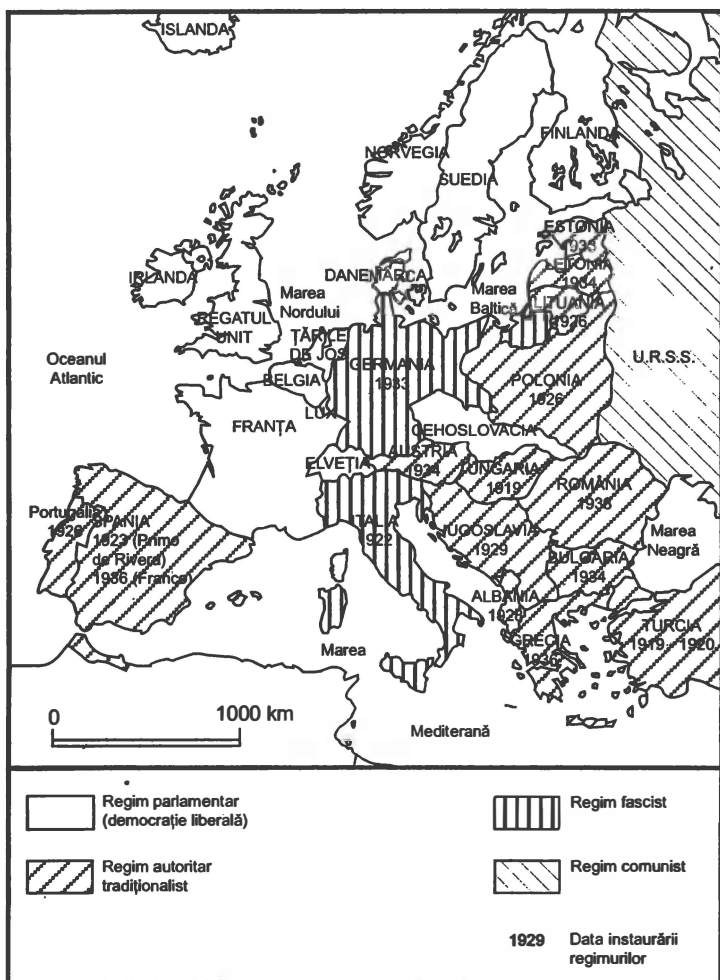 ISLANDA
NORVEGIA
SUEDIA
FINLANDA
ESTONIA
1933
LETONIA
1934
LITUANIA
1926
IRLANDA
REGATUL
UNIT
DANEMARCA
Marea
Nordului
Marea
Baltică
ȚĂRILE
DE JOS
Oceanul
Atlantic
BELGIA
GERMANIA
1933
POLONIA
1926
U.R.S.S.
LUX
FRANȚA
CEHOSLOVACIA
ELVEȚIA
AUSTRIA
1934
UNGARIA
1919
ROMÂNIA
1938
Portugalia
1926
SPANIA
1923 (Primo
de Rivera)
1936 (Franco)
ITALIA
1922
IUGOSLAVIA
1929
Marea
Neagră
BULGARIA
1934
ALBANIA
GRECIA
1936
TURCIA
1919 - 1920
Marea
Mediterană
0 1000 km
Regim parlamentar
(democrație liberală)
Regim fascist
Regim autoritar
tradiționalist
Regim comunist
1929 Data instaurării
regimurilor